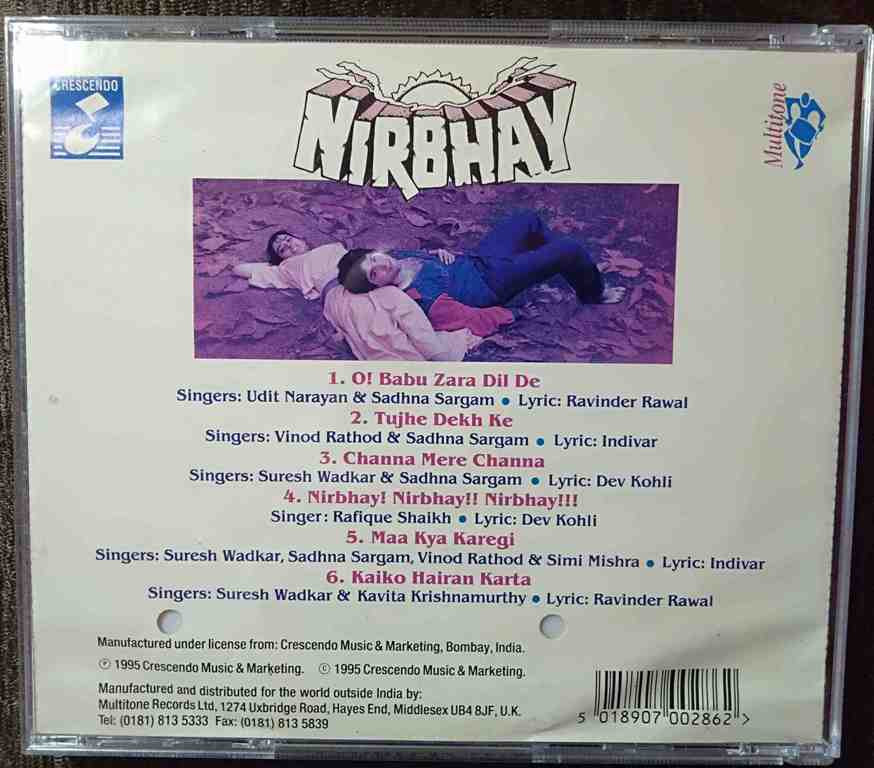 CRESCENDO
NIRBHAY
Multitone
1. O! Babu Zara Dil De
Singers: Udit Narayan & Sadhna Sargam • Lyric: Ravinder Rawal
2. Tujhe Dekh Ke
Singers: Vinod Rathod & Sadhna Sargam • Lyric: Indivar
3. Channa Mere Channa
Singers: Suresh Wadkar & Sadhna Sargam • Lyric: Dev Kohli
4. Nirbhay! Nirbhay!! Nirbhay!!!
Singer: Rafique Shaikh • Lyric: Dev Kohli
5. Maa Kya Karegi
Singers: Suresh Wadkar, Sadhna Sargam, Vinod Rathod & Simi Mishra • Lyric: Indivar
6. Kaiko Hairan Karta
Singers: Suresh Wadkar & Kavita Krishnamurthy • Lyric: Ravinder Rawal
Manufactured under license from: Crescendo Music & Marketing, Bombay, India.
℗ 1995 Crescendo Music & Marketing. © 1995 Crescendo Music & Marketing.
Manufactured and distributed for the world outside India by:
Multitone Records Ltd, 1274 Uxbridge Road, Hayes End, Middlesex UB4 8JF, U.K.
Tel: (0181) 813 5333 Fax: (0181) 813 5839
5 018907 002862 >